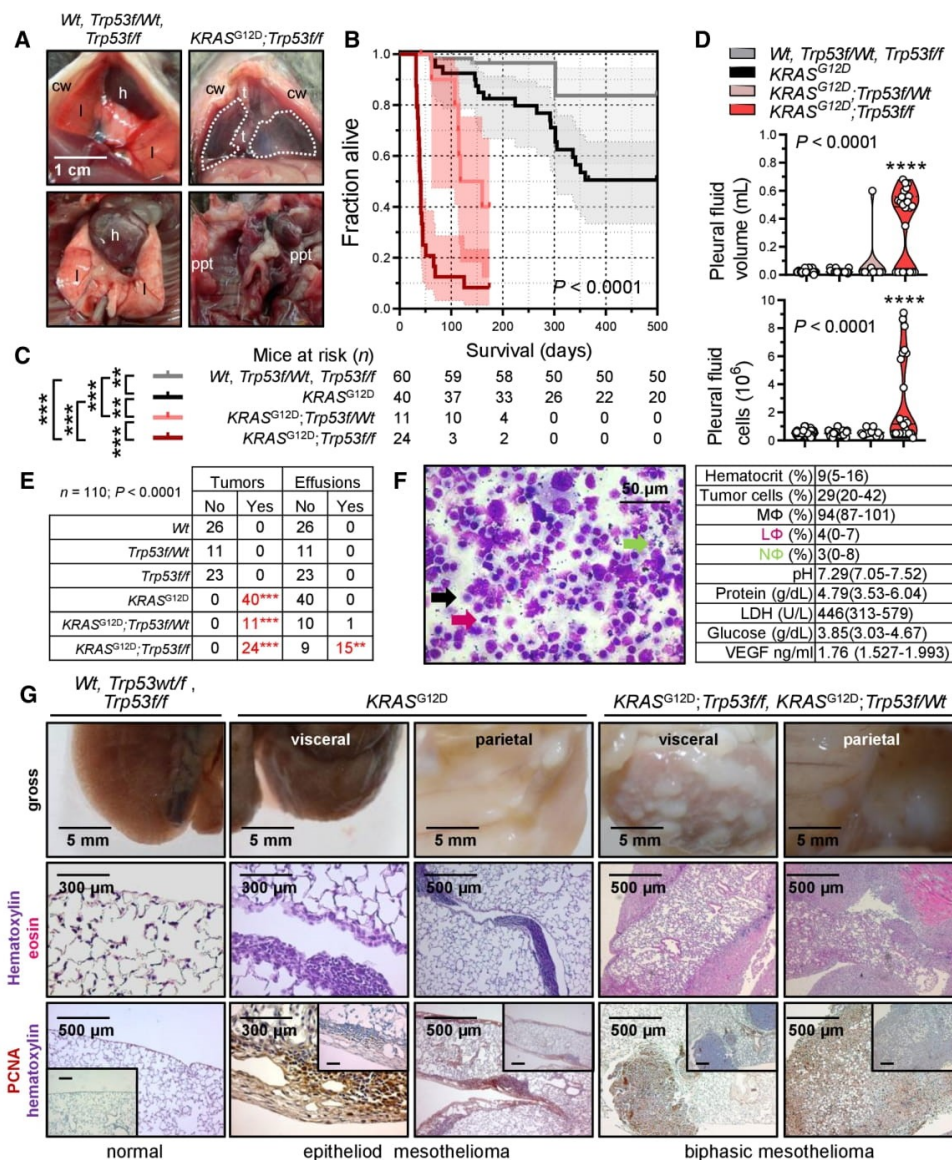 A
Wt, Trp53f/Wt,
Trp53f/f
KRASG12D;Trp53f/f
cw
h
l
l
1 cm
cw
cw
t
t
h
l
l
ppt
ppt
B
Fraction alive
1.0
0.8
0.6
0.4
0.2
0.0
P < 0.0001
0 100 200 300 400 500
Survival (days)
C
Mice at risk (n)
Wt, Trp53f/Wt, Trp53f/f 60 59 58 50 50 50
KRASG12D 40 37 33 26 22 20
KRASG12D;Trp53f/Wt 11 10 4 0 0 0
KRASG12D;Trp53f/f 24 3 2 0 0 0
*** *** *** ** ** ***
D
Wt, Trp53f/Wt, Trp53f/f
KRASG12D
KRASG12D;Trp53f/Wt
KRASG12D;Trp53f/f
P < 0.0001
****
Pleural fluid
volume (mL)
0.6
0.4
0.2
0.0
P < 0.0001
****
Pleural fluid
cells (106)
8
6
4
2
0
E
n = 110; P < 0.0001
Tumors Effusions
No Yes No Yes
Wt 26 0 26 0
Trp53f/Wt 11 0 11 0
Trp53f/f 23 0 23 0
KRASG12D 0 40*** 40 0
KRASG12D;Trp53f/Wt 0 11*** 10 1
KRASG12D;Trp53f/f 0 24*** 9 15**
F
50 µm
Hematocrit (%) 9(5-16)
Tumor cells (%) 29(20-42)
MΦ (%) 94(87-101)
LΦ (%) 4(0-7)
NΦ (%) 3(0-8)
pH 7.29(7.05-7.52)
Protein (g/dL) 4.79(3.53-6.04)
LDH (U/L) 446(313-579)
Glucose (g/dL) 3.85(3.03-4.67)
VEGF ng/ml 1.76 (1.527-1.993)
G
Wt, Trp53wt/f ,
Trp53f/f
KRASG12D
KRASG12D;Trp53f/f, KRASG12D;Trp53f/Wt
gross
visceral
parietal
visceral
parietal
5 mm
5 mm
5 mm
5 mm
5 mm
Hematoxylin
eosin
300 µm
300 µm
500 µm
500 µm
500 µm
PCNA
hematoxylin
500 µm
300 µm
500 µm
500 µm
500 µm
normal
epitheliod mesothelioma
biphasic mesothelioma